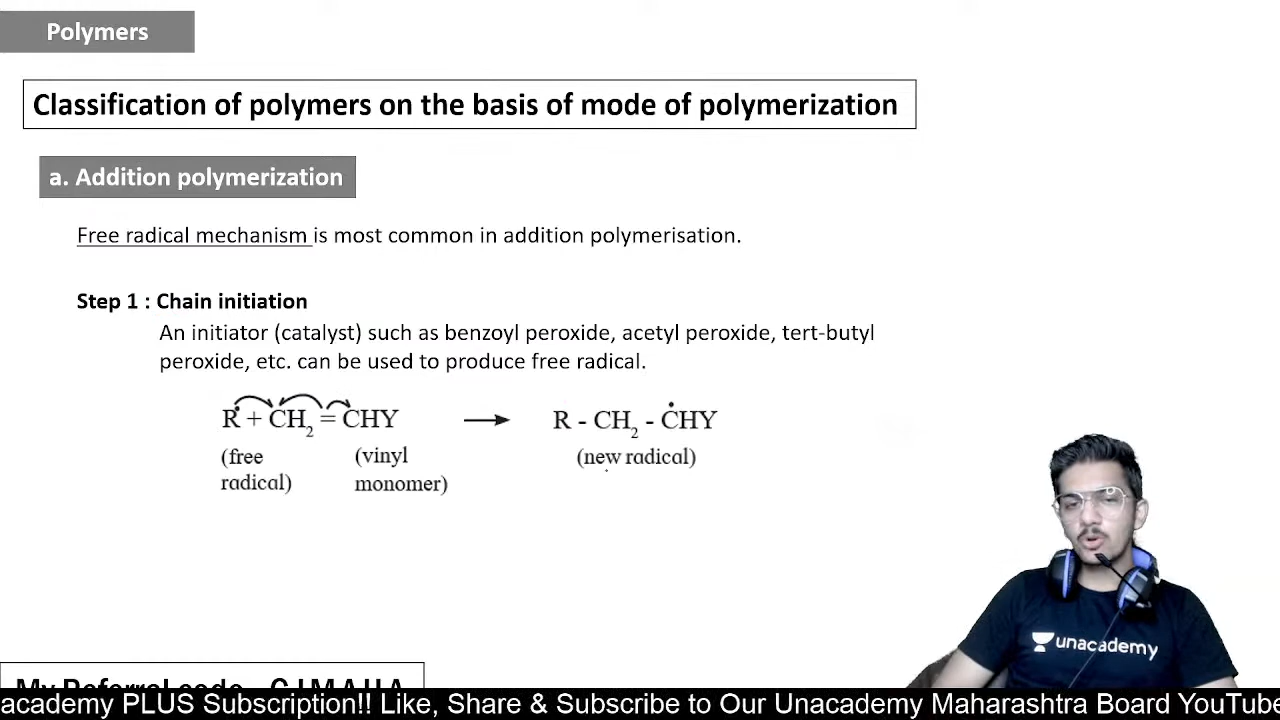 Polymers
Classification of polymers on the basis of mode of polymerization
a. Addition polymerization
Free radical mechanism is most common in addition polymerisation.
Step 1 : Chain initiation
An initiator (catalyst) such as benzoyl peroxide, acetyl peroxide, tert-butyl
peroxide, etc. can be used to produce free radical.
R• + CH₂ = CHY ⟶ R - CH₂ - ĊHY
(free radical) (vinyl monomer) (new radical)
unacademy
My Referral code -
academy PLUS Subscription!! Like, Share & Subscribe to Our Unacademy Maharashtra Board YouTube